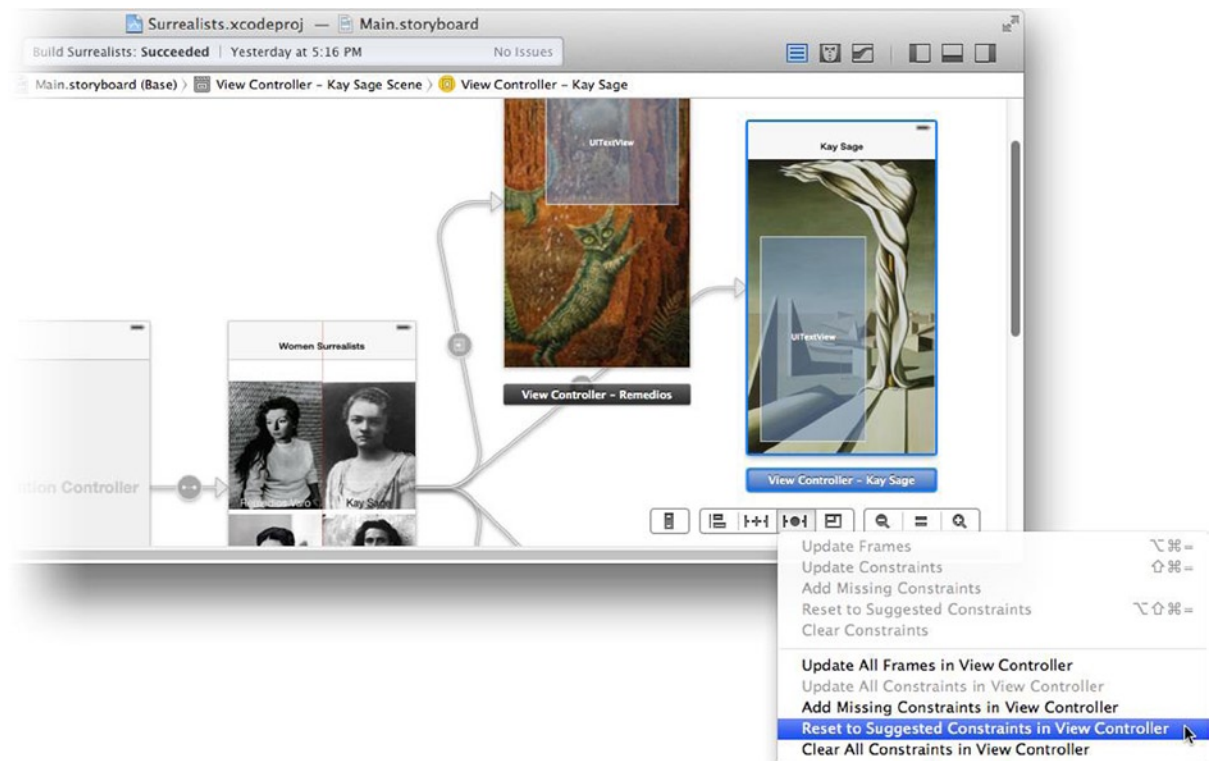 Surrealists.xcodeproj — Main.storyboard
Build Surrealists: Succeeded | Yesterday at 5:16 PM No Issues
Main.storyboard (Base) 〉 View Controller – Kay Sage Scene 〉 View Controller – Kay Sage
UITextView
Kay Sage
UITextView
Women Surrealists
View Controller – Remedios
Controller
View Controller – Kay Sage
Remedios Varo
Kay Sage
Update Frames ⌥⌘=
Update Constraints ⇧⌘=
Add Missing Constraints
Reset to Suggested Constraints ⌥⇧⌘=
Clear Constraints
Update All Frames in View Controller
Update All Constraints in View Controller
Add Missing Constraints in View Controller
Reset to Suggested Constraints in View Controller
Clear All Constraints in View Controller